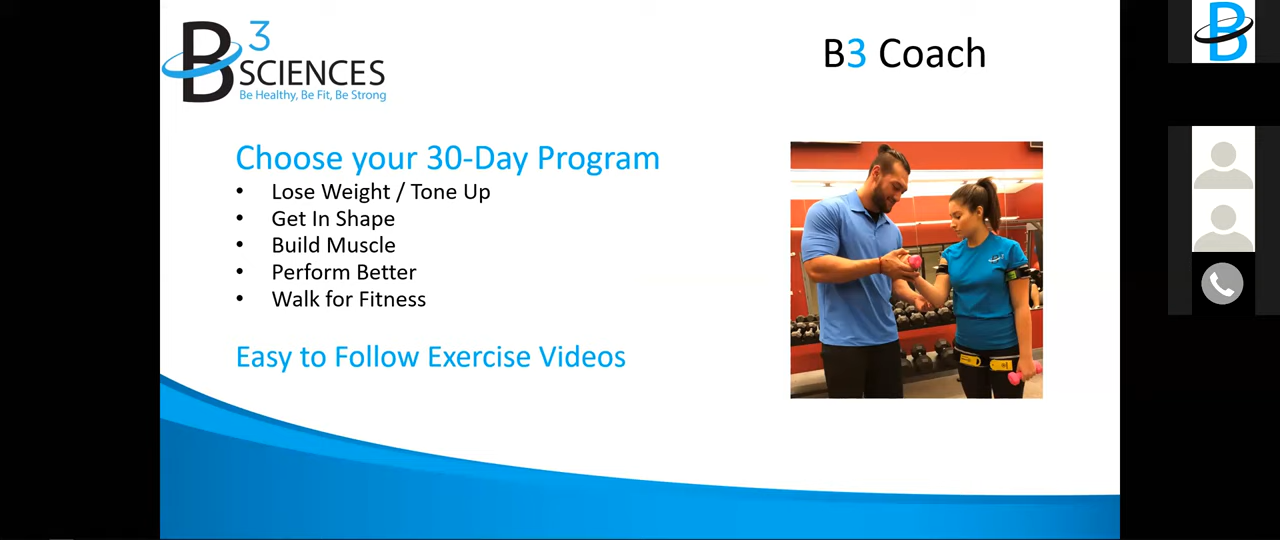 B3
SCIENCES
Be Healthy, Be Fit, Be Strong
B3 Coach
Choose your 30-Day Program
• Lose Weight / Tone Up
• Get In Shape
• Build Muscle
• Perform Better
• Walk for Fitness
Easy to Follow Exercise Videos
B